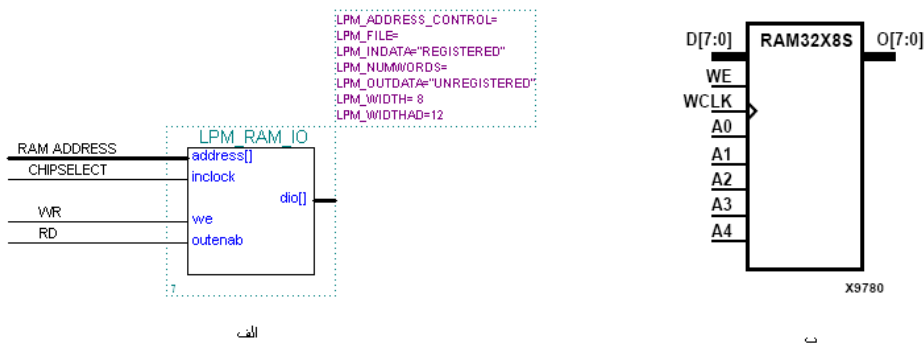 LPM_ADDRESS_CONTROL=
LPM_FILE=
LPM_INDATA="REGISTERED"
LPM_NUMWORDS=
LPM_OUTDATA="UNREGISTERED"
LPM_WIDTH= 8
LPM_WIDTHAD=12
LPM_RAM_IO
RAM ADDRESS
address[]
CHIPSELECT
inclock
dio[]
WR
we
RD
outenab
7
الف
D[7:0]
RAM32X8S
O[7:0]
WE
WCLK
A0
A1
A2
A3
A4
X9780
ب